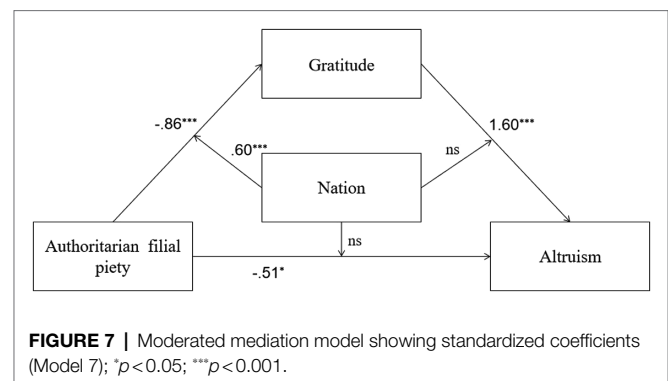 Gratitude
-.86***
1.60***
.60***
ns
Nation
Authoritarian filial
piety
ns
Altruism
-.51*
FIGURE 7 | Moderated mediation model showing standardized coefficients
(Model 7); *p<0.05; ***p<0.001.